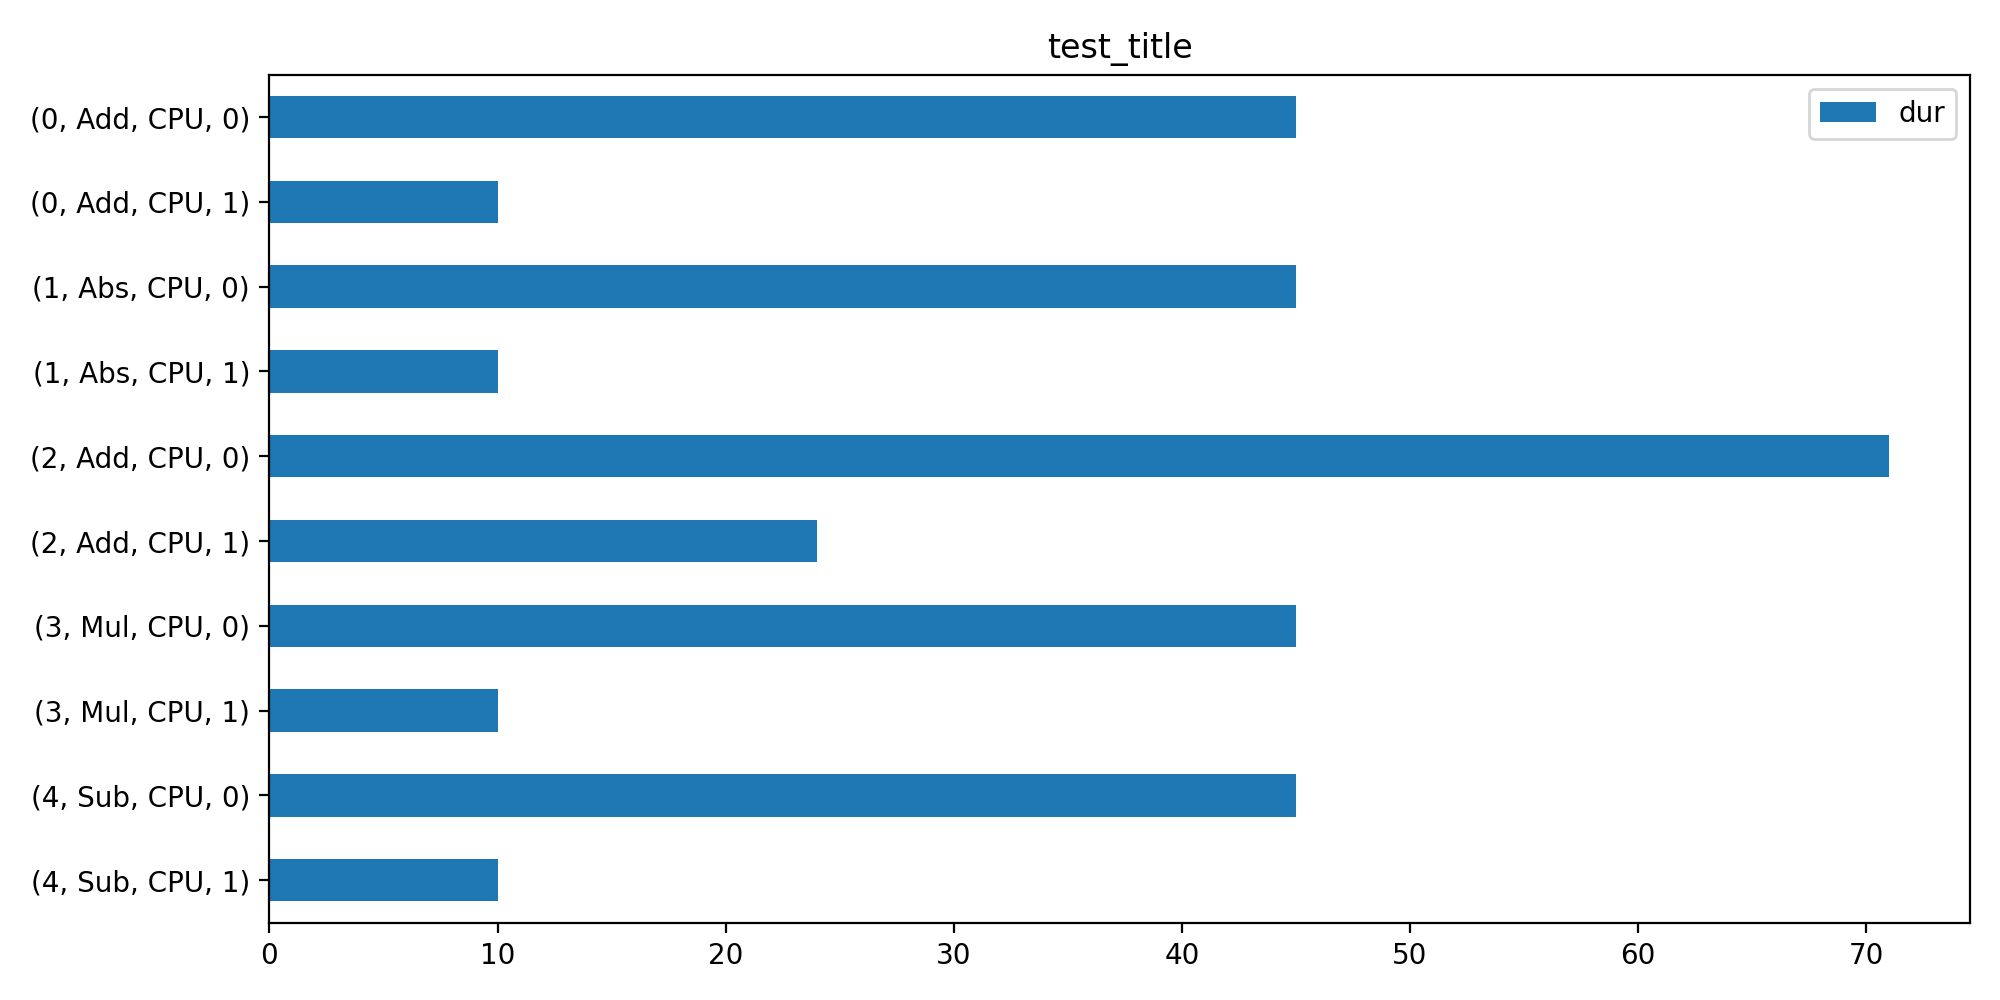 test_title
dur
(0, Add, CPU, 0)
(0, Add, CPU, 1)
(1, Abs, CPU, 0)
(1, Abs, CPU, 1)
(2, Add, CPU, 0)
(2, Add, CPU, 1)
(3, Mul, CPU, 0)
(3, Mul, CPU, 1)
(4, Sub, CPU, 0)
(4, Sub, CPU, 1)
0 10 20 30 40 50 60 70